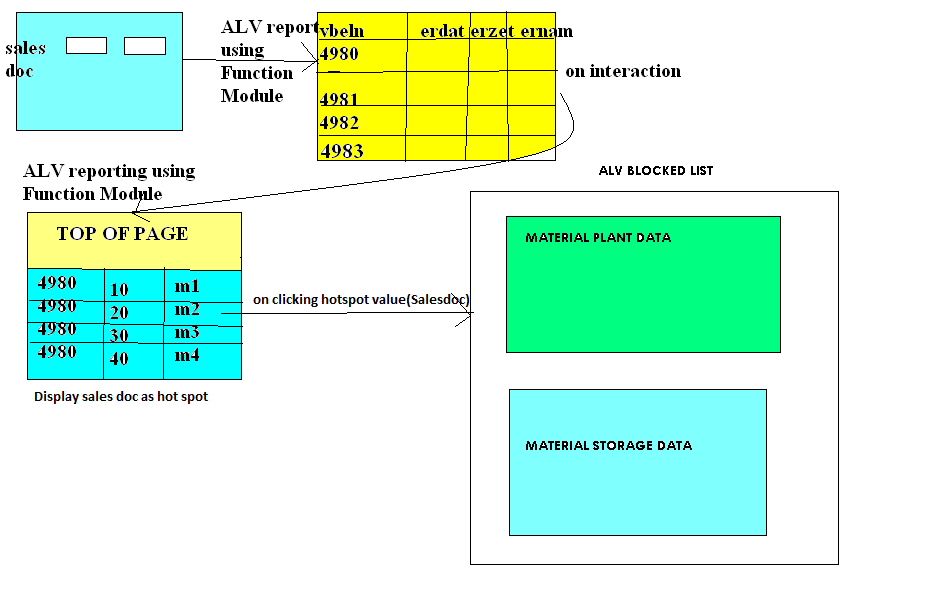 sales
doc
ALV report
using
Function
Module
vbeln erdat erzet ernam
4980
4981
4982
4983
on interaction
ALV reporting using
Function Module
TOP OF PAGE
4980 10 m1
4980 20 m2
4980 30 m3
4980 40 m4
Display sales doc as hot spot
on clicking hotspot value(Salesdoc)
ALV BLOCKED LIST
MATERIAL PLANT DATA
MATERIAL STORAGE DATA